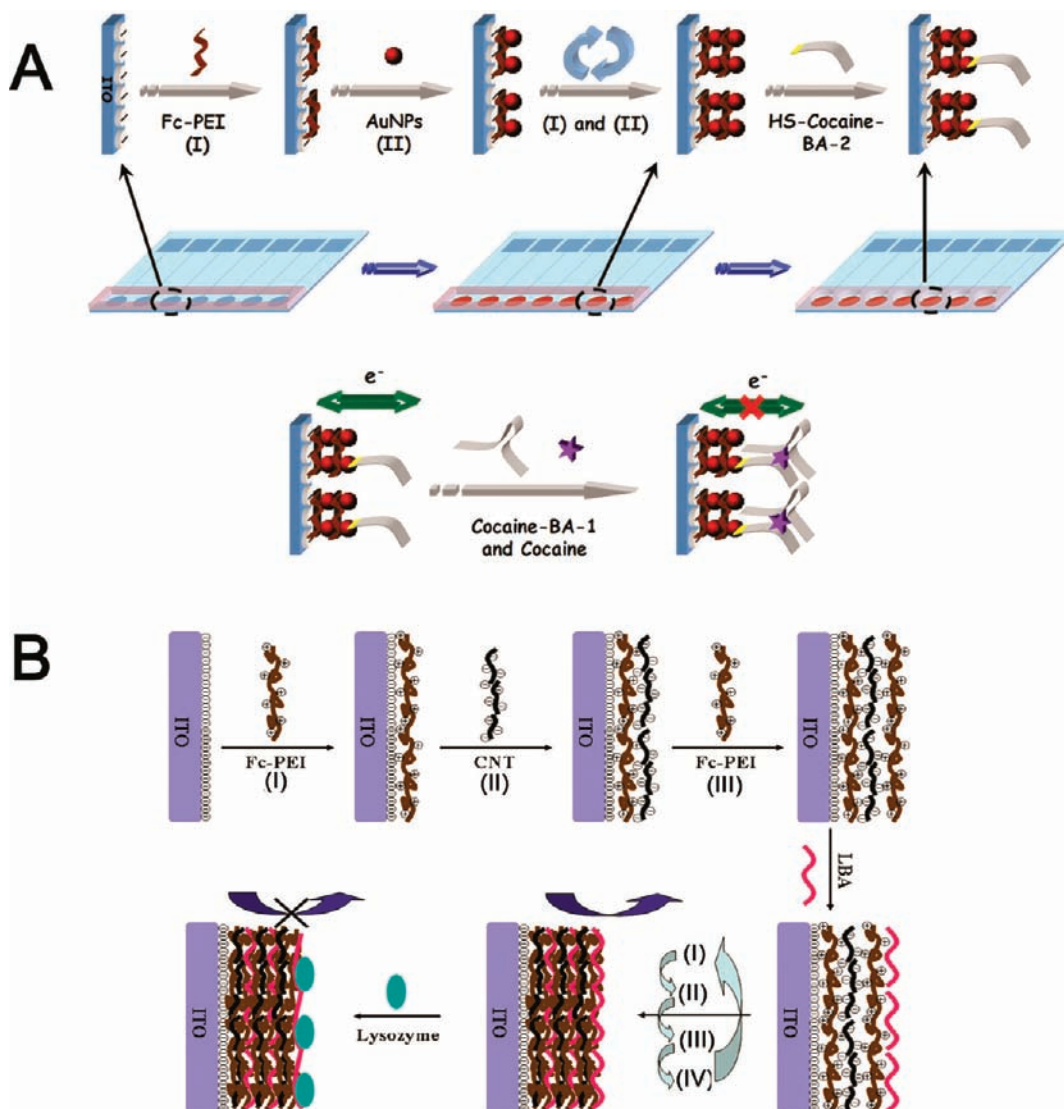 A
ITO
Fc-PEI
(I)
AuNPs
(II)
(I) and (II)
HS-Cocaine-
BA-2
e-
Cocaine-BA-1
and Cocaine
e-
B
ITO
Fc-PEI
(I)
ITO
CNT
(II)
ITO
Fc-PEI
(III)
ITO
LBA
ITO
Lysozyme
ITO
(I)
(II)
(III)
(IV)
ITO